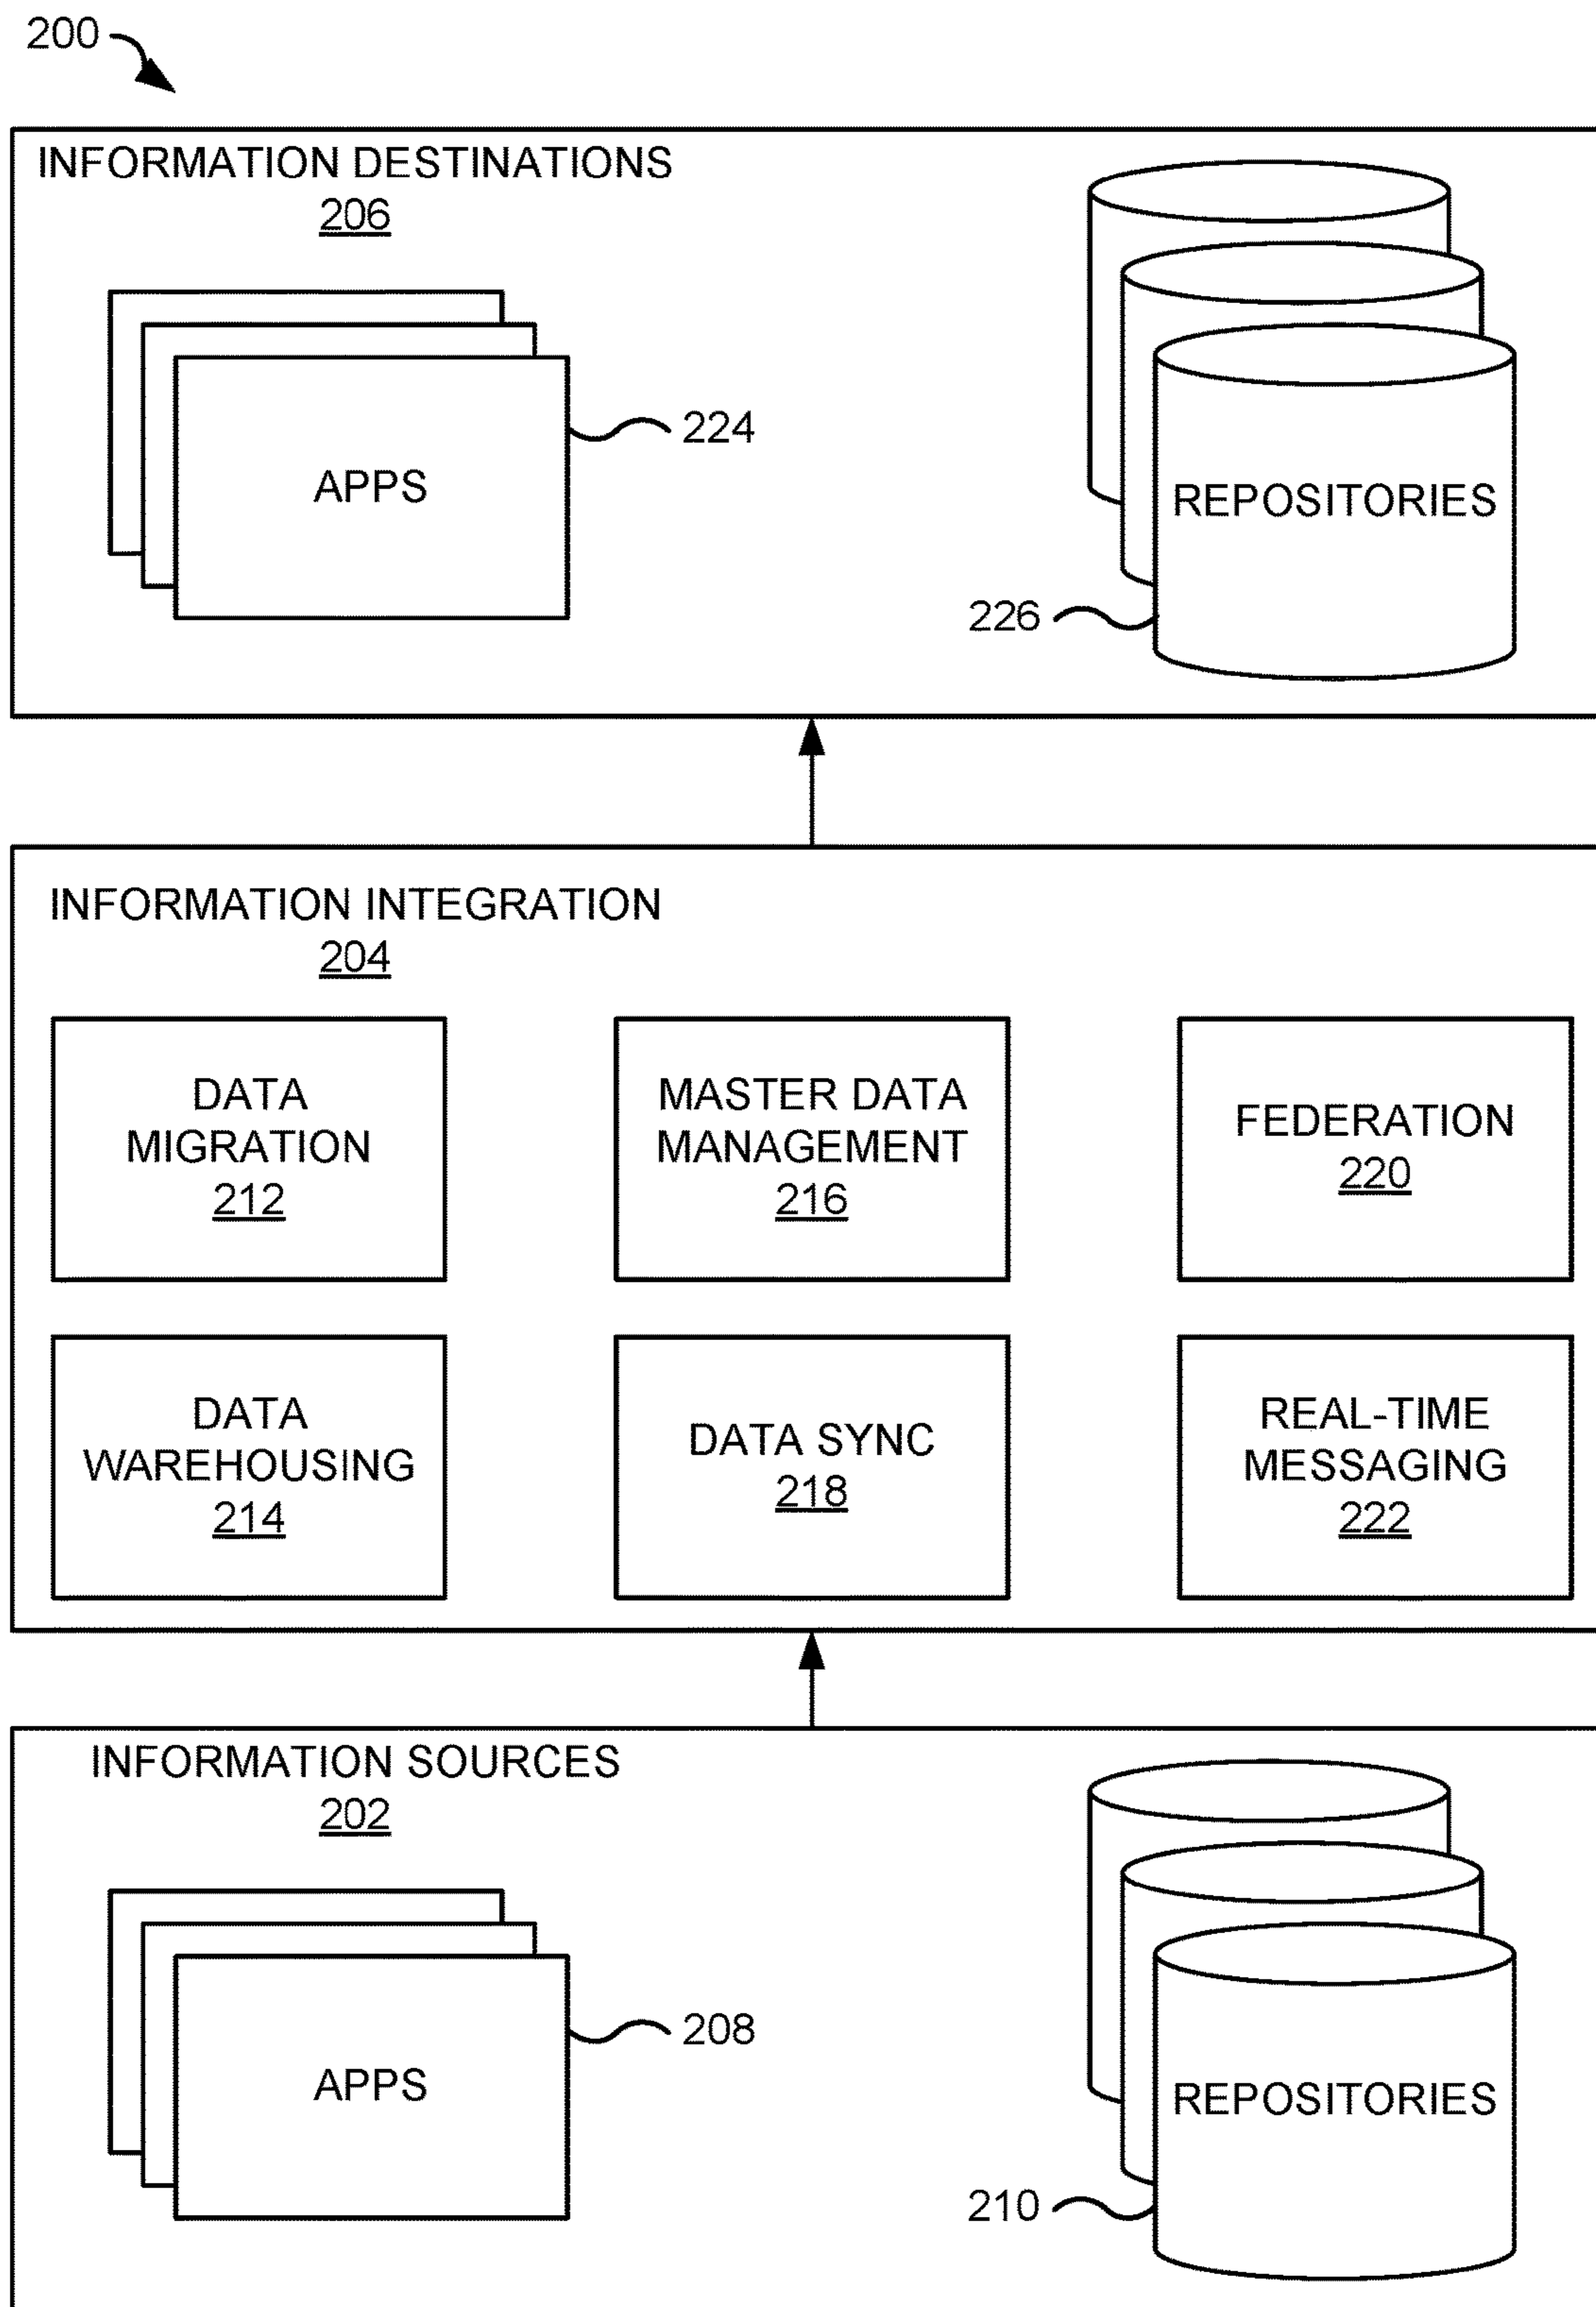 200
INFORMATION DESTINATIONS
206
APPS
224
REPOSITORIES
226
INFORMATION INTEGRATION
204
DATA
MIGRATION
212
MASTER DATA
MANAGEMENT
216
FEDERATION
220
DATA
WAREHOUSING
214
DATA SYNC
218
REAL-TIME
MESSAGING
222
INFORMATION SOURCES
202
APPS
208
REPOSITORIES
210